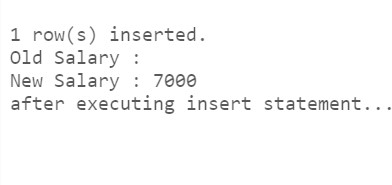 1 row(s) inserted.
Old Salary :
New Salary : 7000
after executing insert statement...